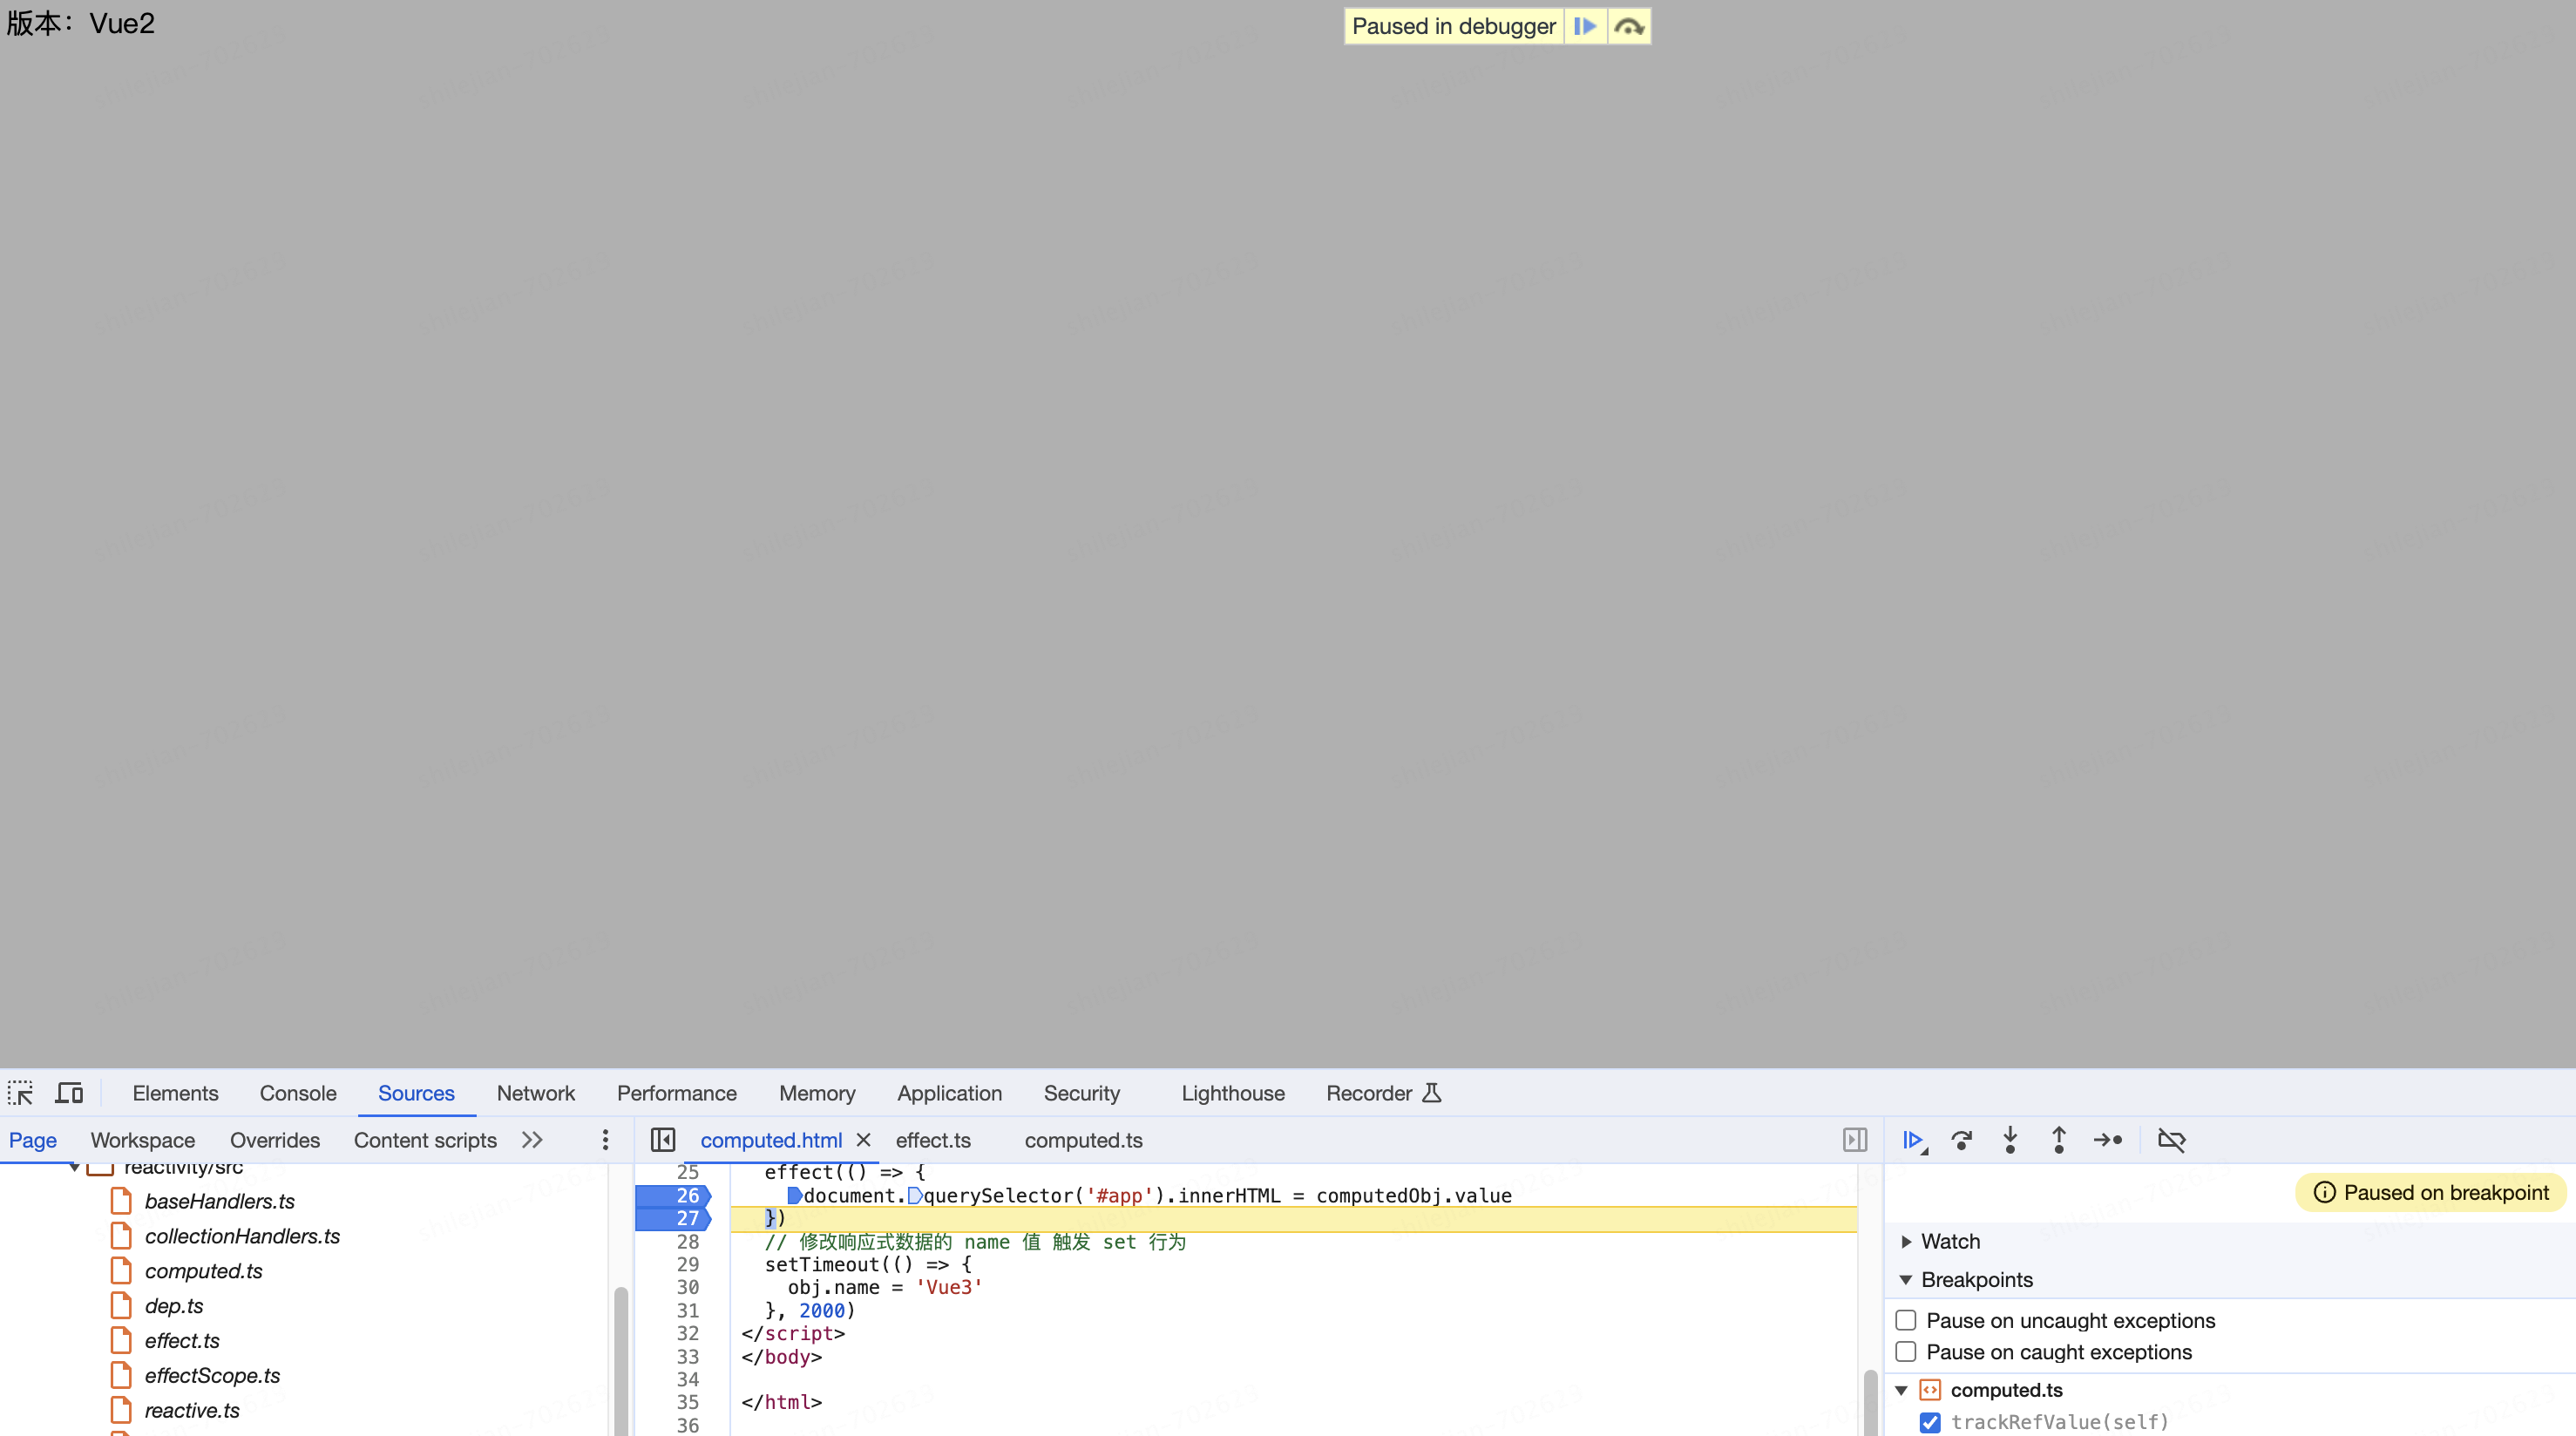 版本：Vue2
Paused in debugger
Elements Console Sources Network Performance Memory Application Security Lighthouse Recorder
Page Workspace Overrides Content scripts
reactivity/src
baseHandlers.ts
collectionHandlers.ts
computed.ts
dep.ts
effect.ts
effectScope.ts
reactive.ts
computed.html effect.ts computed.ts
25 effect(() => {
26 document.querySelector('#app').innerHTML = computedObj.value
27 })
28 // 修改响应式数据的 name 值 触发 set 行为
29 setTimeout(() => {
30 obj.name = 'Vue3'
31 }, 2000)
32 </script>
33 </body>
34
35 </html>
36
Paused on breakpoint
Watch
Breakpoints
Pause on uncaught exceptions
Pause on caught exceptions
computed.ts
trackRefValue(self)